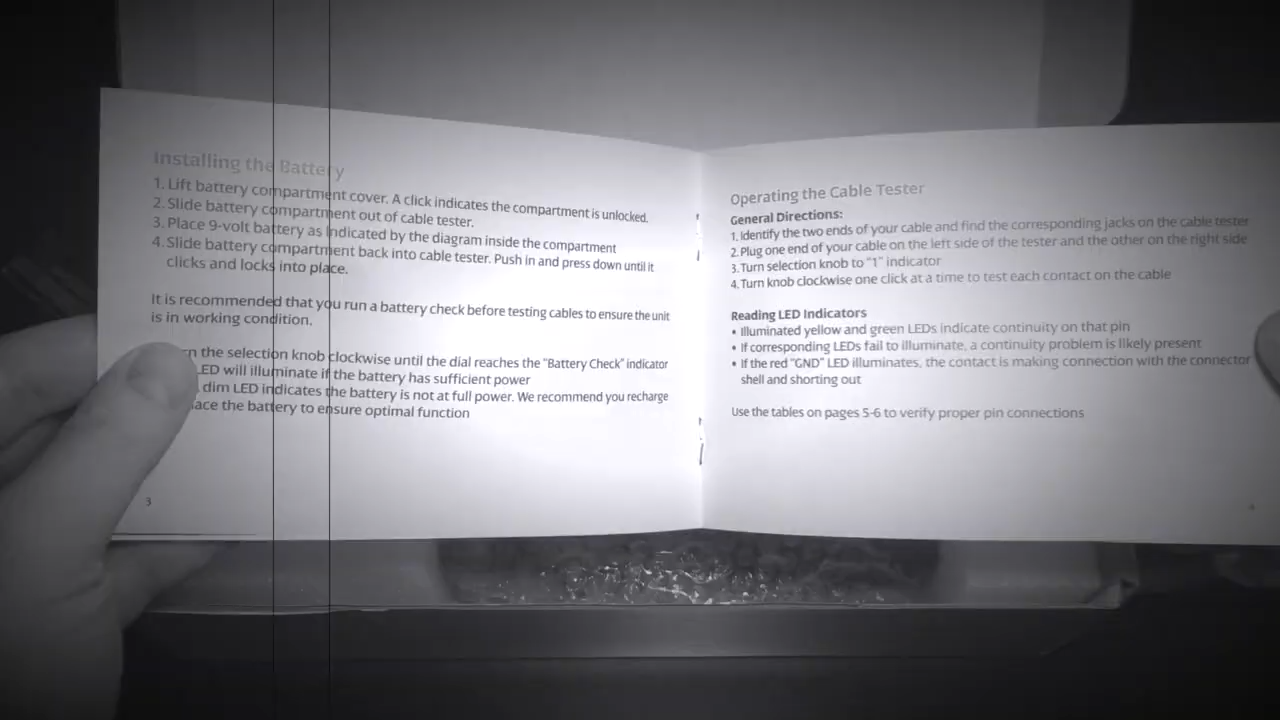 Installing the Battery
1. Lift battery compartment cover. A click indicates the compartment is unlocked.
2. Slide battery compartment out of cable tester.
3. Place 9-volt battery as indicated by the diagram inside the compartment
4. Slide battery compartment back into cable tester. Push in and press down until it
clicks and locks into place.
It is recommended that you run a battery check before testing cables to ensure the unit
is in working condition.
the selection knob clockwise until the dial reaches the "Battery Check" indicator
LED will illuminate if the battery has sufficient power
dim LED indicates the battery is not at full power. We recommend you recharge
the battery to ensure optimal function
3
Operating the Cable Tester
General Directions:
1. Identify the two ends of your cable and find the corresponding jacks on the cable tester
2. Plug one end of your cable on the left side of the tester and the other on the right side
3. Turn selection knob to "1" indicator
4. Turn knob clockwise one click at a time to test each contact on the cable
Reading LED Indicators
• Illuminated yellow and green LEDs indicate continuity on that pin
• If corresponding LEDs fail to illuminate, a continuity problem is likely present
• If the red "GND" LED illuminates, the contact is making connection with the connector
shell and shorting out
Use the tables on pages 5-6 to verify proper pin connections